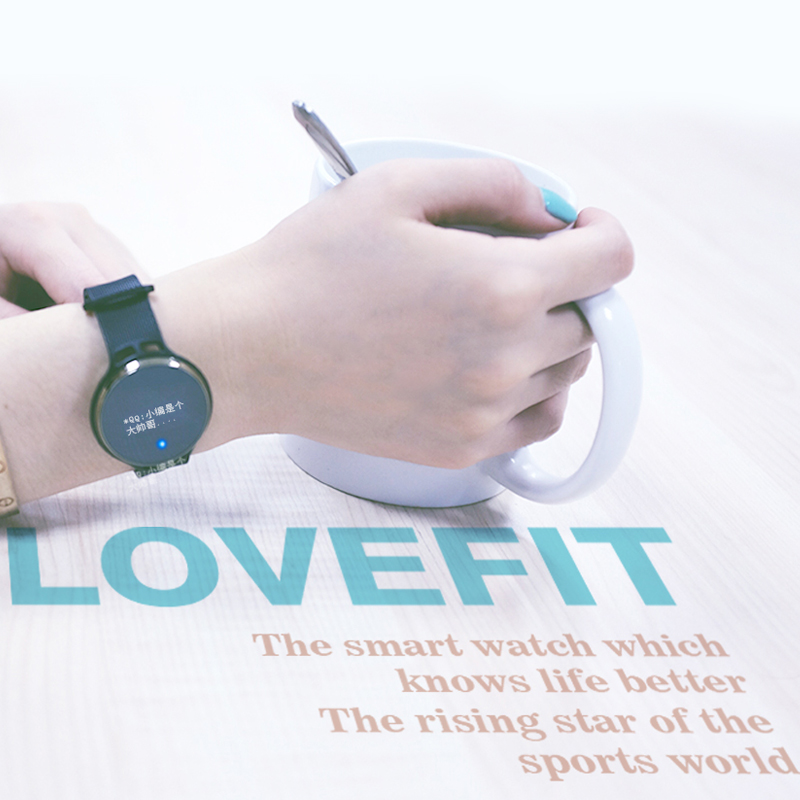 *QQ:小编是个
大帅哥....
LOVEFIT
The smart watch which
knows life better
The rising star of the
sports world